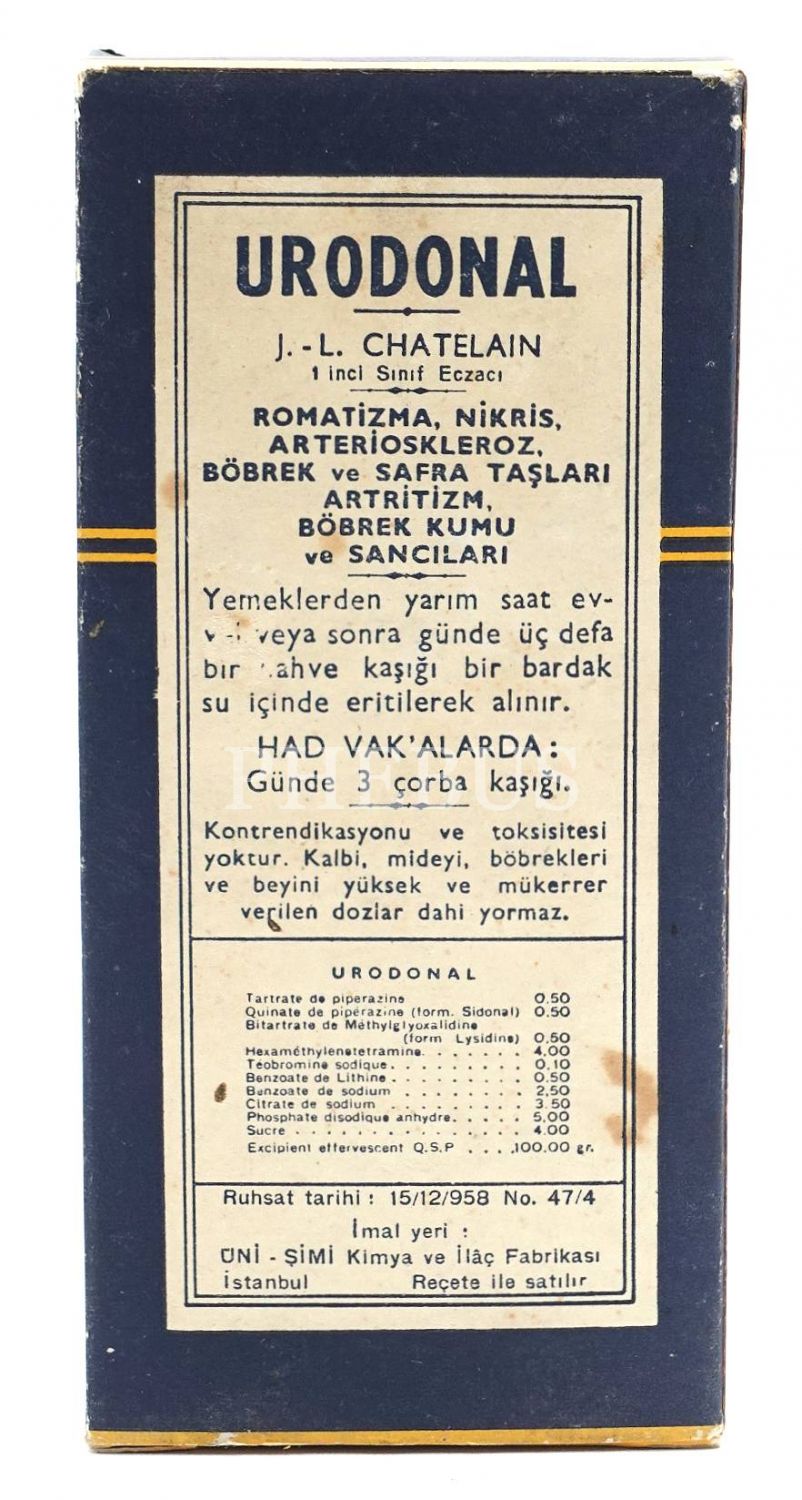 URODONAL
J.-L. CHATELAIN
1 inci Sınıf Eczacı
ROMATİZMA, NİKRİS,
ARTERİOSKLEROZ,
BÖBREK ve SAFRA TAŞLARI
ARTRİTİZM,
BÖBREK KUMU
ve SANCILARI
Yemeklerden yarım saat ev-
veya sonra günde üç defa
bir kaşığı bir bardak
su içinde eritilerek alınır.
HAD VAK'ALARDA:
Günde 3 çorba kaşığı.
PHEBUS
Kontrendikasyonu ve toksisitesi
yoktur. Kalbi, mideyi, böbrekleri
ve beyini yüksek ve mükerrer
verilen dozlar dahi yormaz.
URODONAL
Tartrate de piperazine 0.50
Quinate de pipérazine (form. Sidonal) 0.50
Bitartrate de Méthylglyoxalidine
(form Lysidine) 0.50
Hexaméthylenetetramine. . . . . . . 4.00
Téobromine sodique. . . . . . . . . 0.10
Benzoate de Lithine . . . . . . . . . 0.50
Benzoate de sodium . . . . . . . . 2.50
Citrate de sodium . . . . . . . . . 3.50
Phosphate disodique anhydre. . . . . 5.00
Sucre . . . . . . . . . . . . . . . 4.00
Excipient effervescent Q.S.P . . . .100.00 gr.
Ruhsat tarihi : 15/12/958 No. 47/4
İmal yeri :
ÜNİ - ŞİMİ Kimya ve İlâç Fabrikası
İstanbul Reçete ile satılır